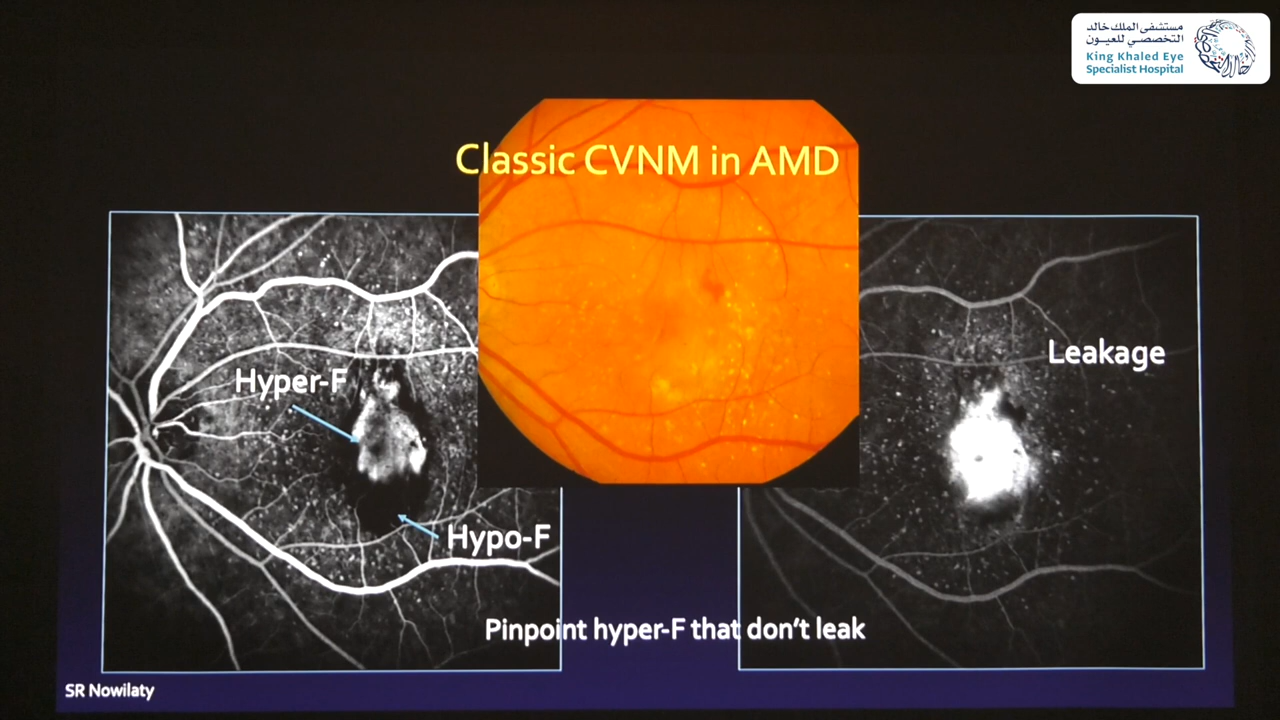 مستشفى الملك خالد
التخصصي للعيون
King Khaled Eye
Specialist Hospital
Classic CVNM in AMD
Hyper-F
Leakage
Hypo-F
Pinpoint hyper-F that don't leak
SR Nowilaty